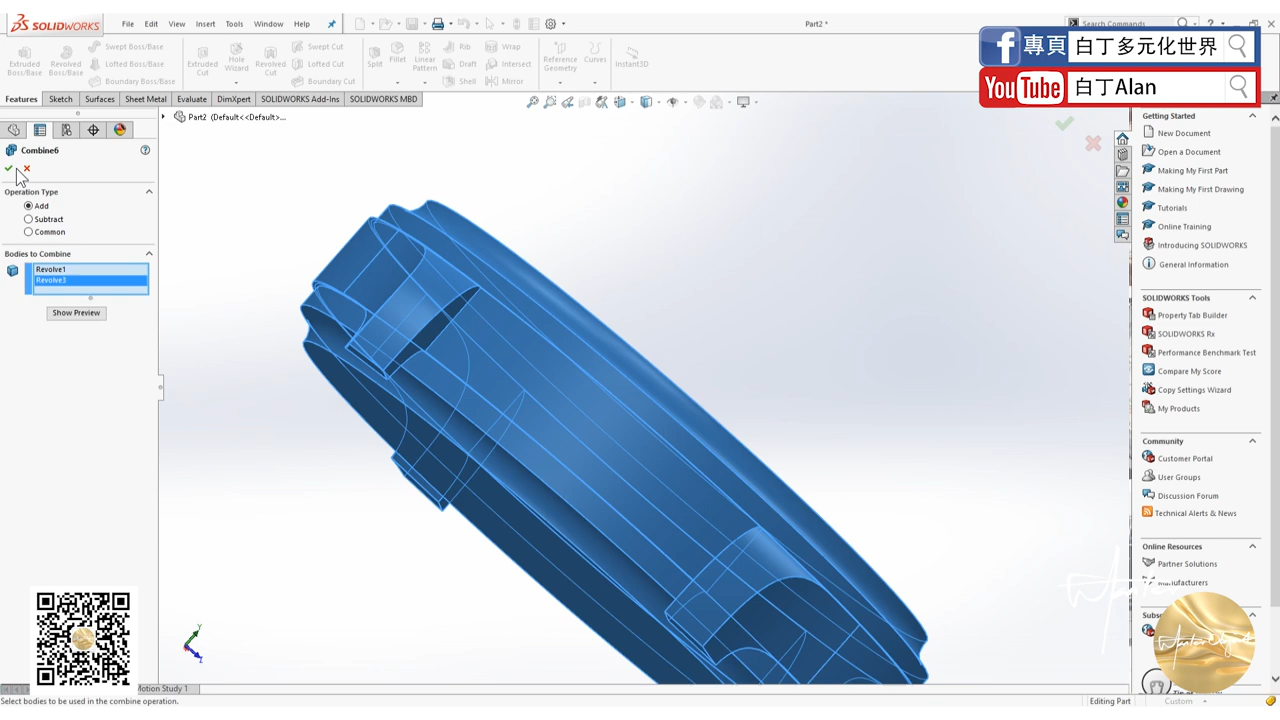 SOLIDWORKS
File Edit View Insert Tools Window Help
Part2 *
Search Commands
專頁 白丁多元化世界
YouTube 白丁Alan
Extruded Boss/Base
Revolved Boss/Base
Swept Boss/Base
Lofted Boss/Base
Boundary Boss/Base
Extruded Cut
Hole Wizard
Revolved Cut
Swept Cut
Lofted Cut
Boundary Cut
Split
Fillet
Linear Pattern
Rib
Draft
Shell
Wrap
Intersect
Mirror
Reference Geometry
Curves
Instant3D
Features Sketch Surfaces Sheet Metal Evaluate DimXpert SOLIDWORKS Add-Ins SOLIDWORKS MBD
Part2 (Default<<Default>...
Combine6
Operation Type
Add
Subtract
Common
Bodies to Combine
Revolve1
Revolve3
Show Preview
Getting Started
New Document
Open a Document
Making My First Part
Making My First Drawing
Tutorials
Online Training
Introducing SOLIDWORKS
General Information
SOLIDWORKS Tools
Property Tab Builder
SOLIDWORKS Rx
Performance Benchmark Test
Compare My Score
Copy Settings Wizard
My Products
Community
Customer Portal
User Groups
Discussion Forum
Technical Alerts & News
Online Resources
Partner Solutions
Manufacturers
Y
Z
Motion Study 1
Select bodies to be used in the combine operation.
Editing Part
Custom